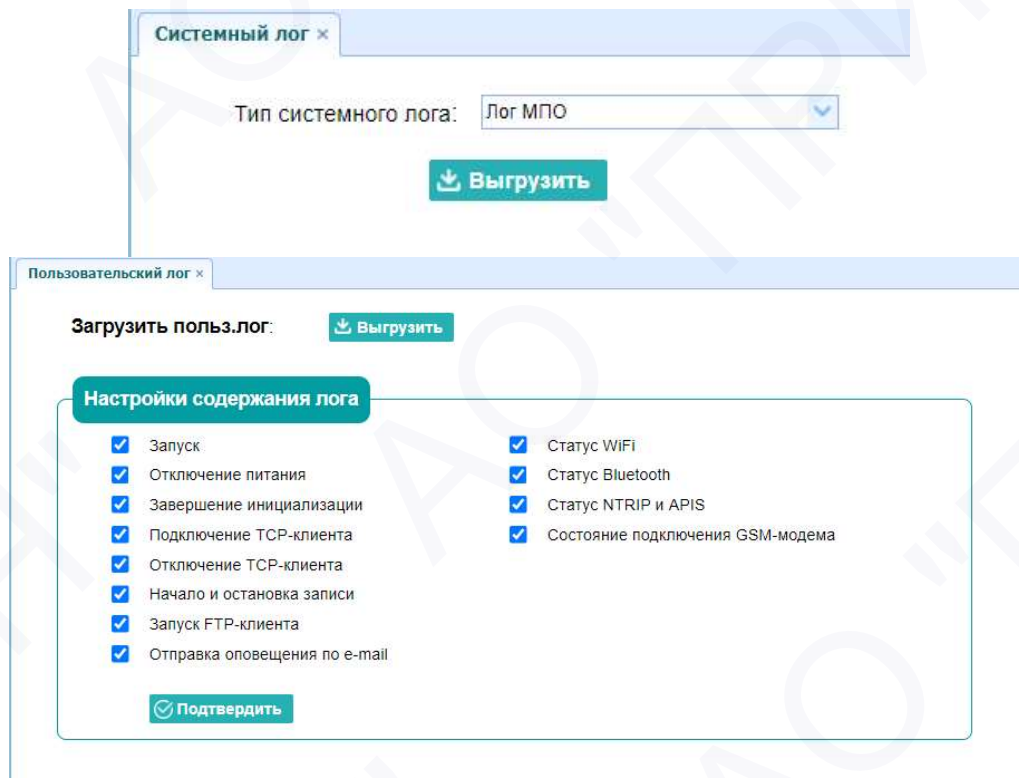 Системный лог ×
Тип системного лога: Лог МПО
Выгрузить
Пользовательский лог ×
Загрузить польз.лог: Выгрузить
Настройки содержания лога
Запуск Статус WiFi
Отключение питания Статус Bluetooth
Завершение инициализации Статус NTRIP и APIS
Подключение TCP-клиента Состояние подключения GSM-модема
Отключение TCP-клиента
Начало и остановка записи
Запуск FTP-клиента
Отправка оповещения по e-mail
Подтвердить